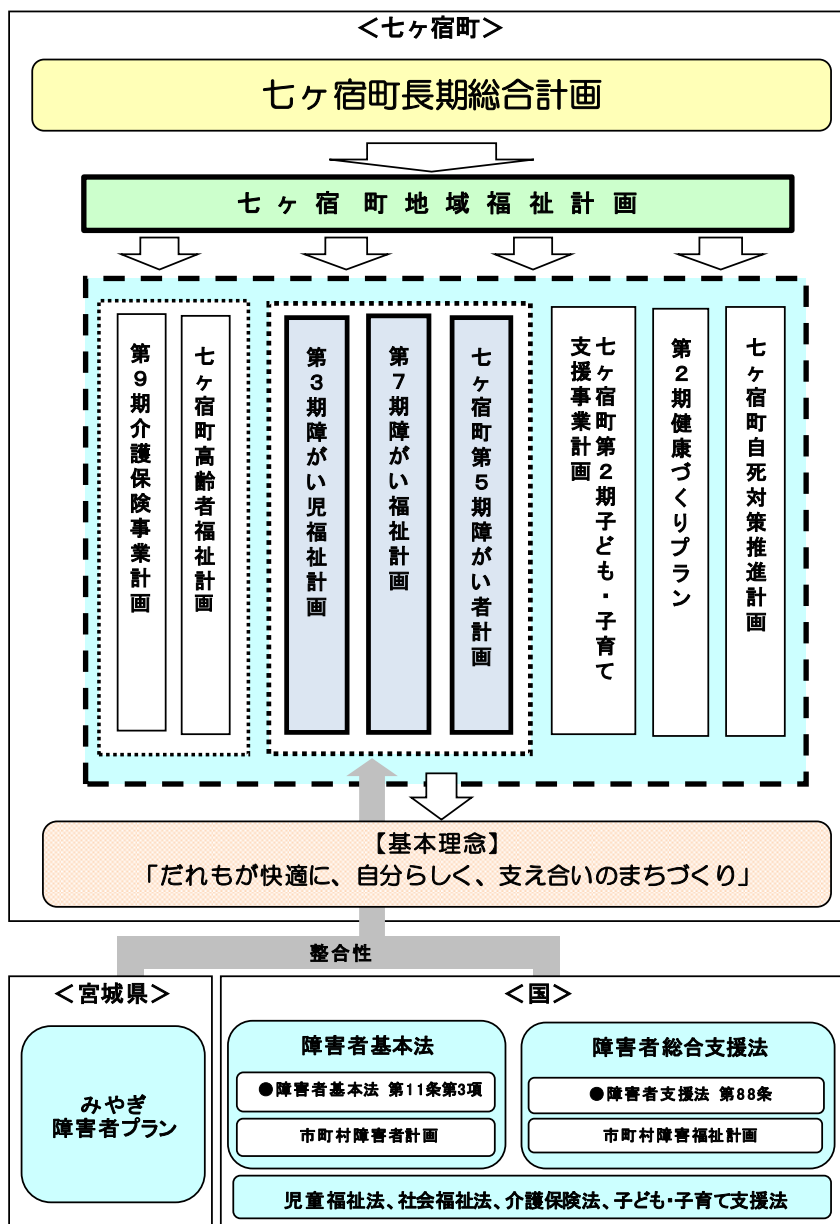 ＜七ヶ宿町＞
七ヶ宿町長期総合計画
七ヶ宿町地域福祉計画
第９期介護保険事業計画
七ヶ宿町高齢者福祉計画
第３期障がい児福祉計画
第７期障がい福祉計画
七ヶ宿町第５期障がい者計画
七ヶ宿町第２期子ども・子育て
支援事業計画
第２期健康づくりプラン
七ヶ宿町自死対策推進計画
【基本理念】
「だれもが快適に、自分らしく、支え合いのまちづくり」
整合性
＜宮城県＞
みやぎ
障害者プラン
＜国＞
障害者基本法
●障害者基本法 第11条第3項
市町村障害者計画
障害者総合支援法
●障害者支援法 第88条
市町村障害福祉計画
児童福祉法、社会福祉法、介護保険法、子ども・子育て支援法